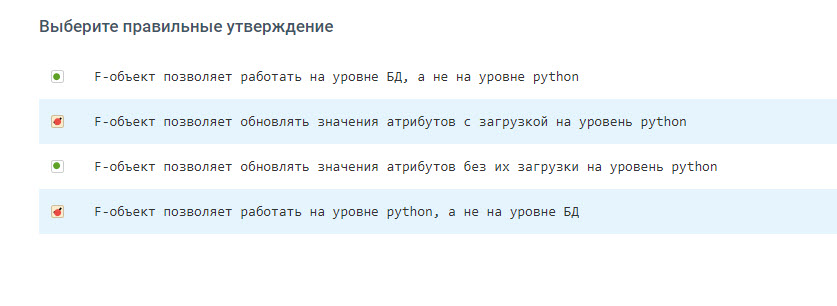 Выберите правильные утверждение
F-объект позволяет работать на уровне БД, а не на уровне python
F-объект позволяет обновлять значения атрибутов с загрузкой на уровень python
F-объект позволяет обновлять значения атрибутов без их загрузки на уровень python
F-объект позволяет работать на уровне python, а не на уровне БД